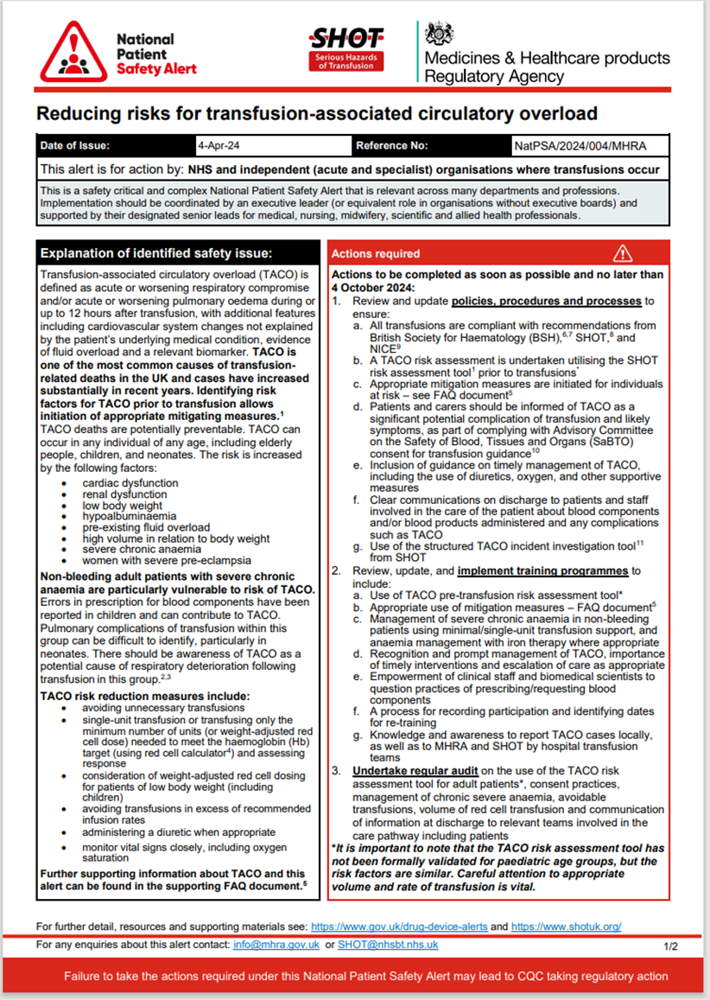 National
Patient
Safety Alert
SHOT
Serious Hazards
of Transfusion
Medicines & Healthcare products
Regulatory Agency
Reducing risks for transfusion-associated circulatory overload
Date of Issue: 4-Apr-24 Reference No: NatPSA/2024/004/MHRA
This alert is for action by: NHS and independent (acute and specialist) organisations where transfusions occur
This is a safety critical and complex National Patient Safety Alert that is relevant across many departments and professions.
Implementation should be coordinated by an executive leader (or equivalent role in organisations without executive boards) and
supported by their designated senior leads for medical, nursing, midwifery, scientific and allied health professionals.
Explanation of identified safety issue:
Transfusion-associated circulatory overload (TACO) is
defined as acute or worsening respiratory compromise
and/or acute or worsening pulmonary oedema during or
up to 12 hours after transfusion, with additional features
including cardiovascular system changes not explained
by the patient's underlying medical condition, evidence
of fluid overload and a relevant biomarker. TACO is
one of the most common causes of transfusion-
related deaths in the UK and cases have increased
substantially in recent years. Identifying risk
factors for TACO prior to transfusion allows
initiation of appropriate mitigating measures.1
TACO deaths are potentially preventable. TACO can
occur in any individual of any age, including elderly
people, children, and neonates. The risk is increased
by the following factors:
• cardiac dysfunction
• renal dysfunction
• low body weight
• hypoalbuminaemia
• pre-existing fluid overload
• high volume in relation to body weight
• severe chronic anaemia
• women with severe pre-eclampsia
Non-bleeding adult patients with severe chronic
anaemia are particularly vulnerable to risk of TACO.
Errors in prescription for blood components have been
reported in children and can contribute to TACO.
Pulmonary complications of transfusion within this
group can be difficult to identify, particularly in
neonates. There should be awareness of TACO as a
potential cause of respiratory deterioration following
transfusion in this group.2,3
TACO risk reduction measures include:
• avoiding unnecessary transfusions
• single-unit transfusion or transfusing only the
minimum number of units (or weight-adjusted red
cell dose) needed to meet the haemoglobin (Hb)
target (using red cell calculator4) and assessing
response
• consideration of weight-adjusted red cell dosing
for patients of low body weight (including
children)
• avoiding transfusions in excess of recommended
infusion rates
• administering a diuretic when appropriate
• monitor vital signs closely, including oxygen
saturation
Further supporting information about TACO and this
alert can be found in the supporting FAQ document.5
Actions required
Actions to be completed as soon as possible and no later than
4 October 2024:
1. Review and update policies, procedures and processes to
ensure:
a. All transfusions are compliant with recommendations from
British Society for Haematology (BSH),6,7 SHOT,8 and
NICE9
b. A TACO risk assessment is undertaken utilising the SHOT
risk assessment tool1 prior to transfusions*
c. Appropriate mitigation measures are initiated for individuals
at risk – see FAQ document5
d. Patients and carers should be informed of TACO as a
significant potential complication of transfusion and likely
symptoms, as part of complying with Advisory Committee
on the Safety of Blood, Tissues and Organs (SaBTO)
consent for transfusion guidance10
e. Inclusion of guidance on timely management of TACO,
including the use of diuretics, oxygen, and other supportive
measures
f. Clear communications on discharge to patients and staff
involved in the care of the patient about blood components
and/or blood products administered and any complications
such as TACO
g. Use of the structured TACO incident investigation tool11
from SHOT
2. Review, update, and implement training programmes to
include:
a. Use of TACO pre-transfusion risk assessment tool*
b. Appropriate use of mitigation measures – FAQ document5
c. Management of severe chronic anaemia in non-bleeding
patients using minimal/single-unit transfusion support, and
anaemia management with iron therapy where appropriate
d. Recognition and prompt management of TACO, importance
of timely interventions and escalation of care as appropriate
e. Empowerment of clinical staff and biomedical scientists to
question practices of prescribing/requesting blood
components
f. A process for recording participation and identifying dates
for re-training
g. Knowledge and awareness to report TACO cases locally,
as well as to MHRA and SHOT by hospital transfusion
teams
3. Undertake regular audit on the use of the TACO risk
assessment tool for adult patients*, consent practices,
management of chronic severe anaemia, avoidable
transfusions, volume of red cell transfusion and communication
of information at discharge to relevant teams involved in the
care pathway including patients
*It is important to note that the TACO risk assessment tool has
not been formally validated for paediatric age groups, but the
risk factors are similar. Careful attention to appropriate
volume and rate of transfusion is vital.
For further detail, resources and supporting materials see: https://www.gov.uk/drug-device-alerts and https://www.shotuk.org/
For any enquiries about this alert contact: info@mhra.gov.uk or SHOT@nhsbt.nhs.uk
1/2
Failure to take the actions required under this National Patient Safety Alert may lead to CQC taking regulatory action